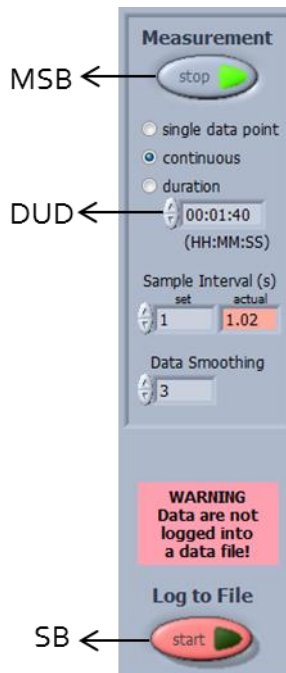 Measurement
MSB stop
single data point
continuous
duration
DUD 00:01:40
(HH:MM:SS)
Sample Interval (s)
set actual
1 1.02
Data Smoothing
3
WARNING
Data are not
logged into
a data file!
Log to File
SB start